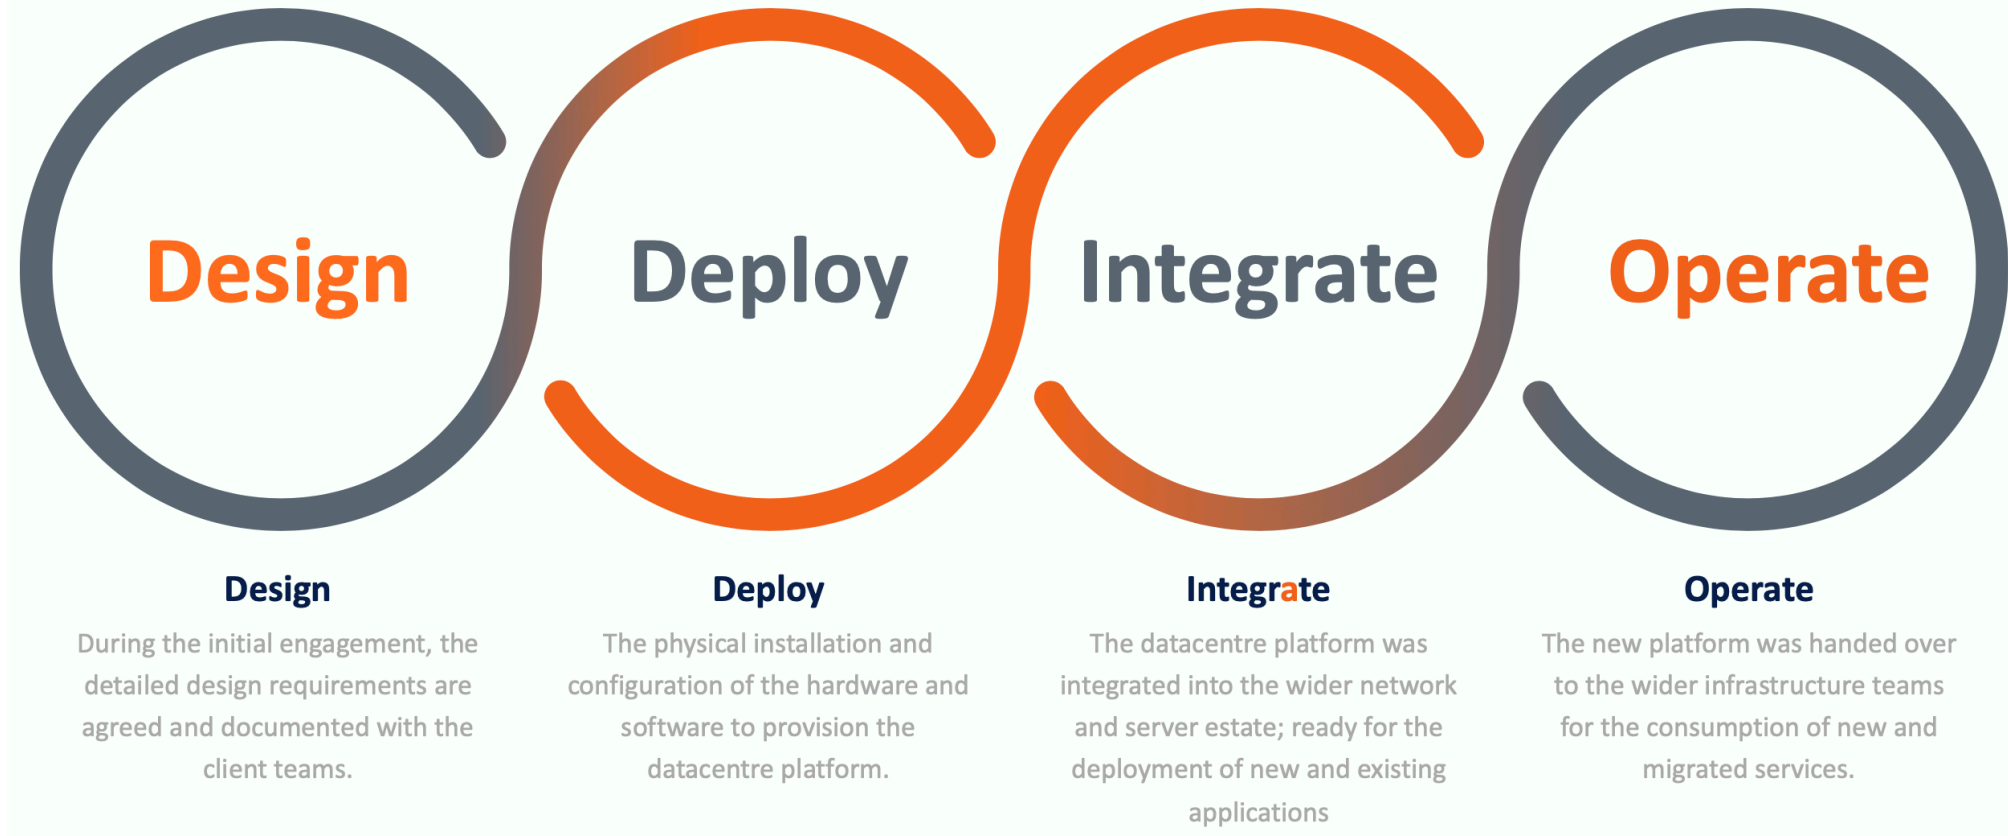 Design
Deploy
Integrate
Operate
Design
During the initial engagement, the
detailed design requirements are
agreed and documented with the
client teams.
Deploy
The physical installation and
configuration of the hardware and
software to provision the
datacentre platform.
Integrate
The datacentre platform was
integrated into the wider network
and server estate; ready for the
deployment of new and existing
applications
Operate
The new platform was handed over
to the wider infrastructure teams
for the consumption of new and
migrated services.